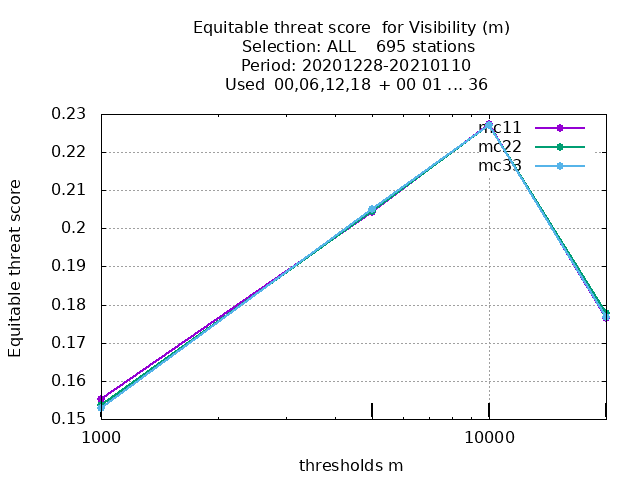 Equitable threat score  for Visibility (m)
Selection: ALL    695 stations
Period: 20201228-20210110
Used  00,06,12,18  + 00 01 ... 36
mc11
mc22
mc33
0.23
0.22
0.21
0.2
0.19
0.18
0.17
0.16
0.15
Equitable threat score
1000
10000
thresholds m